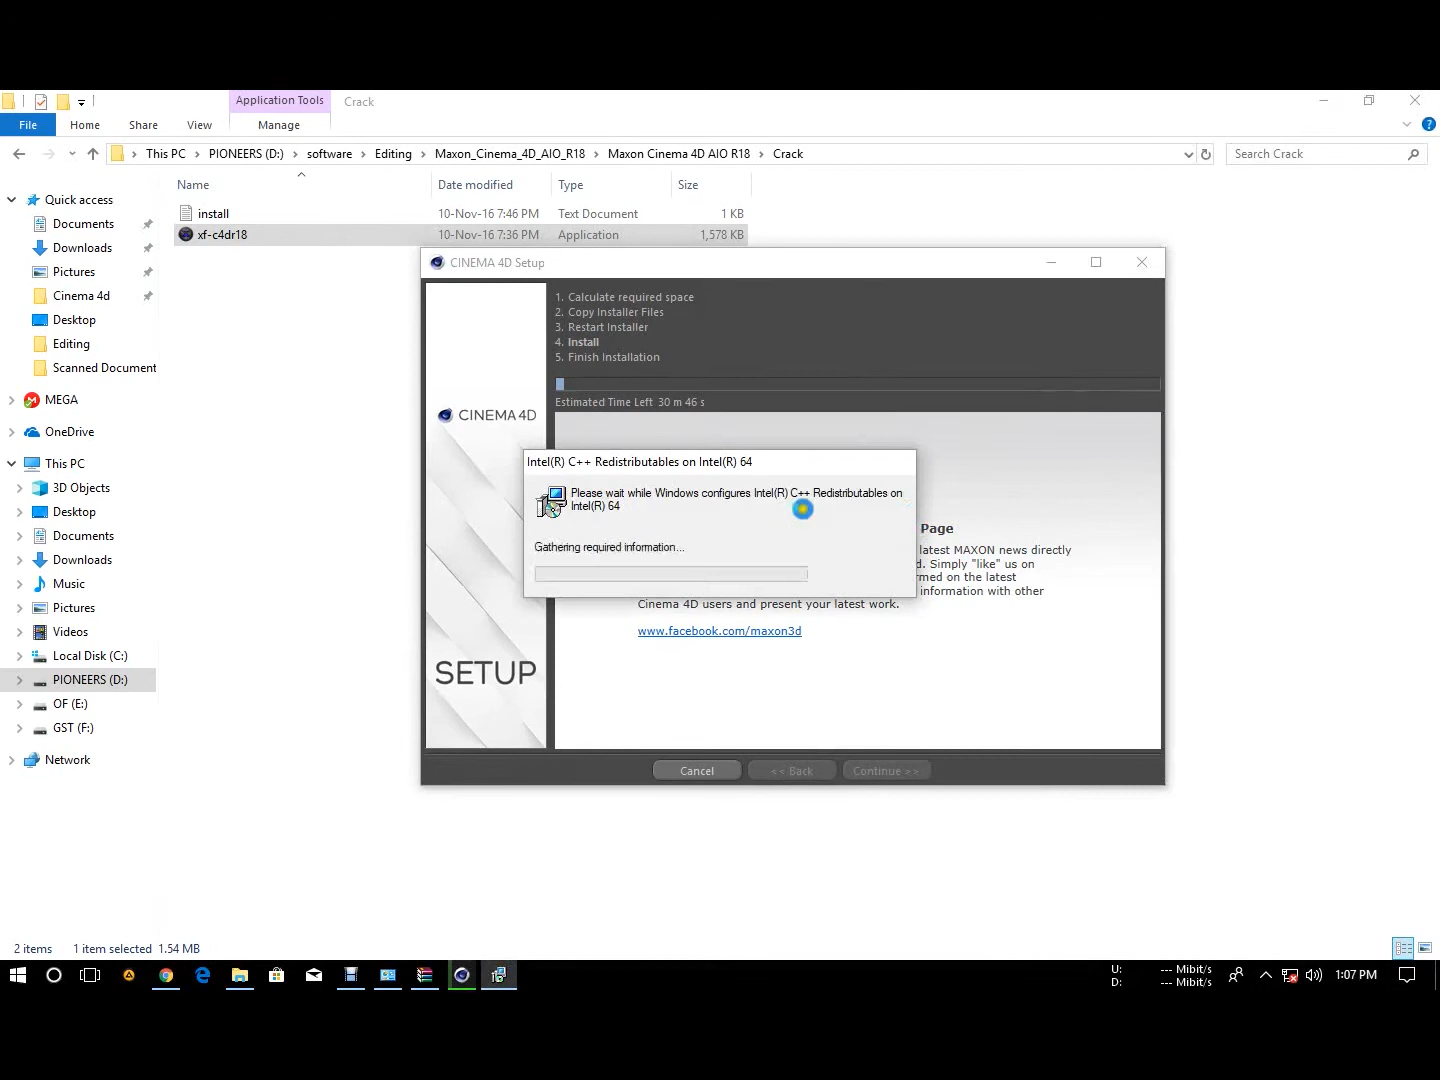 Application Tools
Crack
File
Home
Share
View
Manage
This PC
PIONEERS (D:)
software
Editing
Maxon_Cinema_4D_AIO_R18
Maxon Cinema 4D AIO R18
Crack
Search Crack
Name
Date modified
Type
Size
install
10-Nov-16 7:46 PM
Text Document
1 KB
xf-c4dr18
10-Nov-16 7:36 PM
Application
1,578 KB
Quick access
Documents
Downloads
Pictures
Cinema 4d
Desktop
Editing
Scanned Document
MEGA
OneDrive
This PC
3D Objects
Desktop
Documents
Downloads
Music
Pictures
Videos
Local Disk (C:)
PIONEERS (D:)
OF (E:)
GST (F:)
Network
CINEMA 4D Setup
1. Calculate required space
2. Copy Installer Files
3. Restart Installer
4. Install
5. Finish Installation
Estimated Time Left 30 m 46 s
CINEMA 4D
SETUP
Intel(R) C++ Redistributables on Intel(R) 64
Please wait while Windows configures Intel(R) C++ Redistributables on
Intel(R) 64
Gathering required information...
Page
latest MAXON news directly
d. Simply "like" us on
rmed on the latest
information with other
Cinema 4D users and present your latest work.
www.facebook.com/maxon3d
Cancel
<< Back
Continue >>
2 items
1 item selected 1.54 MB
U: --- Mibit/s
D: --- Mibit/s
1:07 PM